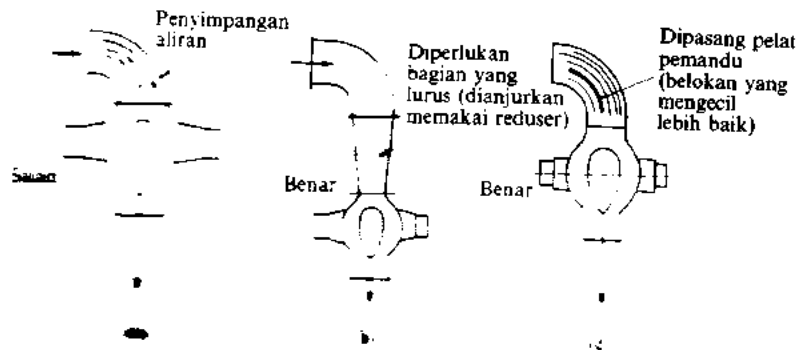 Penyimpangan
aliran
Diperlukan
bagian yang
lurus (dianjurkan
memakai reduser)
Benar
Dipasang pelat
pemandu
(belokan yang
mengecil
lebih baik)
Benar